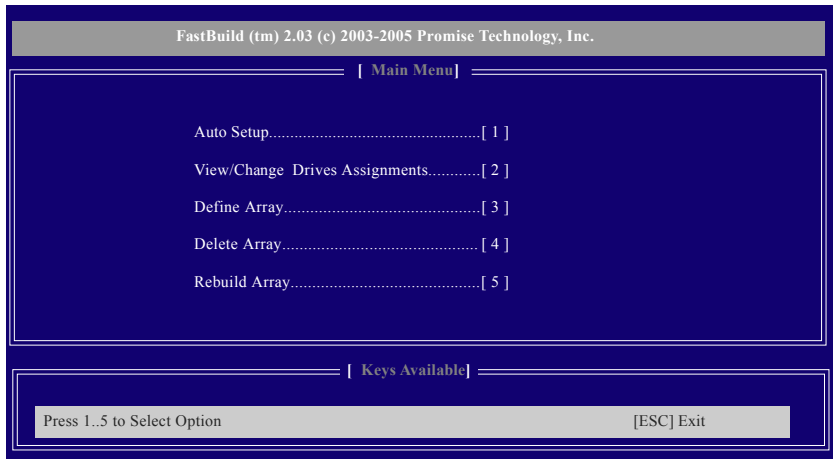 FastBuild (tm) 2.03 (c) 2003-2005 Promise Technology, Inc.
[ Main Menu]
Auto Setup................................................[ 1 ]
View/Change Drives Assignments............[ 2 ]
Define Array.............................................[ 3 ]
Delete Array............................................. [ 4 ]
Rebuild Array...........................................[ 5 ]
[ Keys Available]
Press 1..5 to Select Option [ESC] Exit